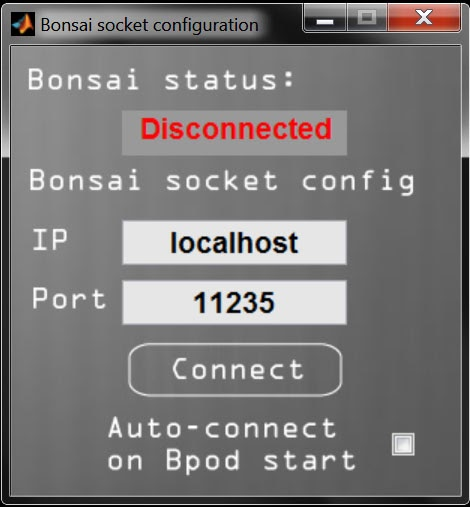 Bonsai socket configuration
Bonsai status:
Disconnected
Bonsai socket config
IP localhost
Port 11235
Connect
Auto-connect
on Bpod start